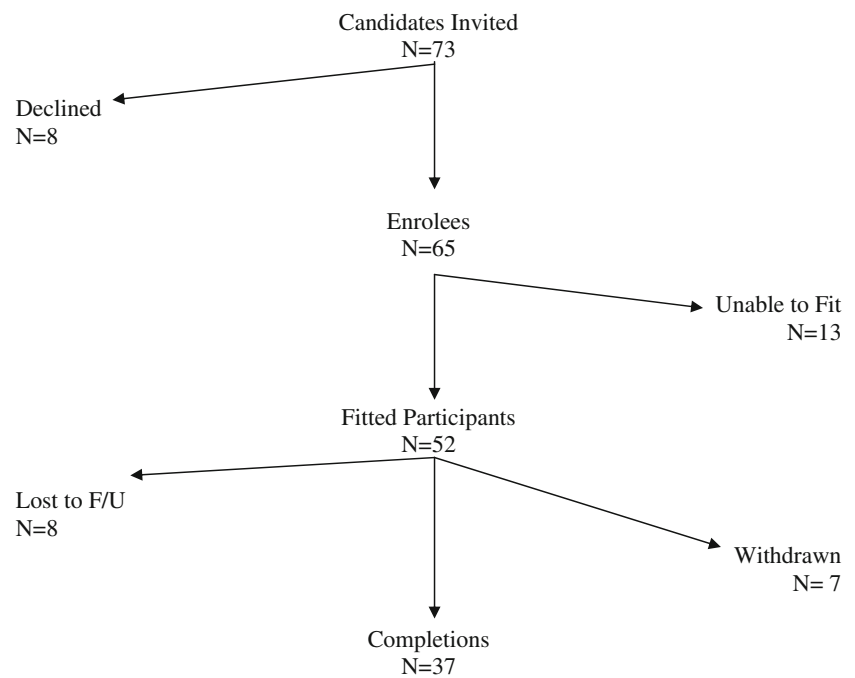 Candidates Invited
N=73
Declined
N=8
Enrolees
N=65
Unable to Fit
N=13
Fitted Participants
N=52
Lost to F/U
N=8
Withdrawn
N= 7
Completions
N=37